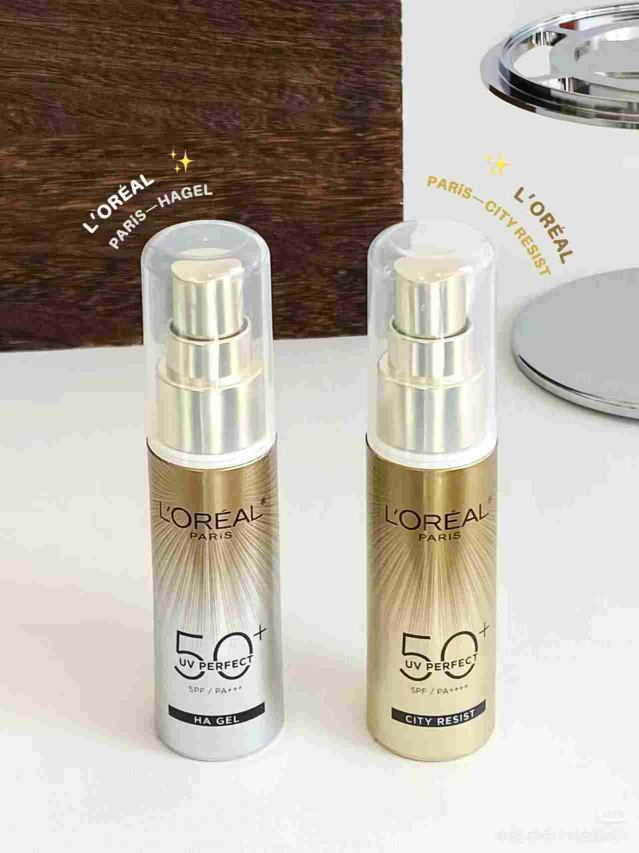 L'ORÉAL
PARIS—HAGEL
L'ORÉAL
PARIS—CITY RESIST
L'ORÉAL
PARIS
50+
UV PERFECT
SPF / PA+++
HA GEL
L'ORÉAL
PARIS
50+
UV PERFECT
SPF / PA++++
CITY RESIST